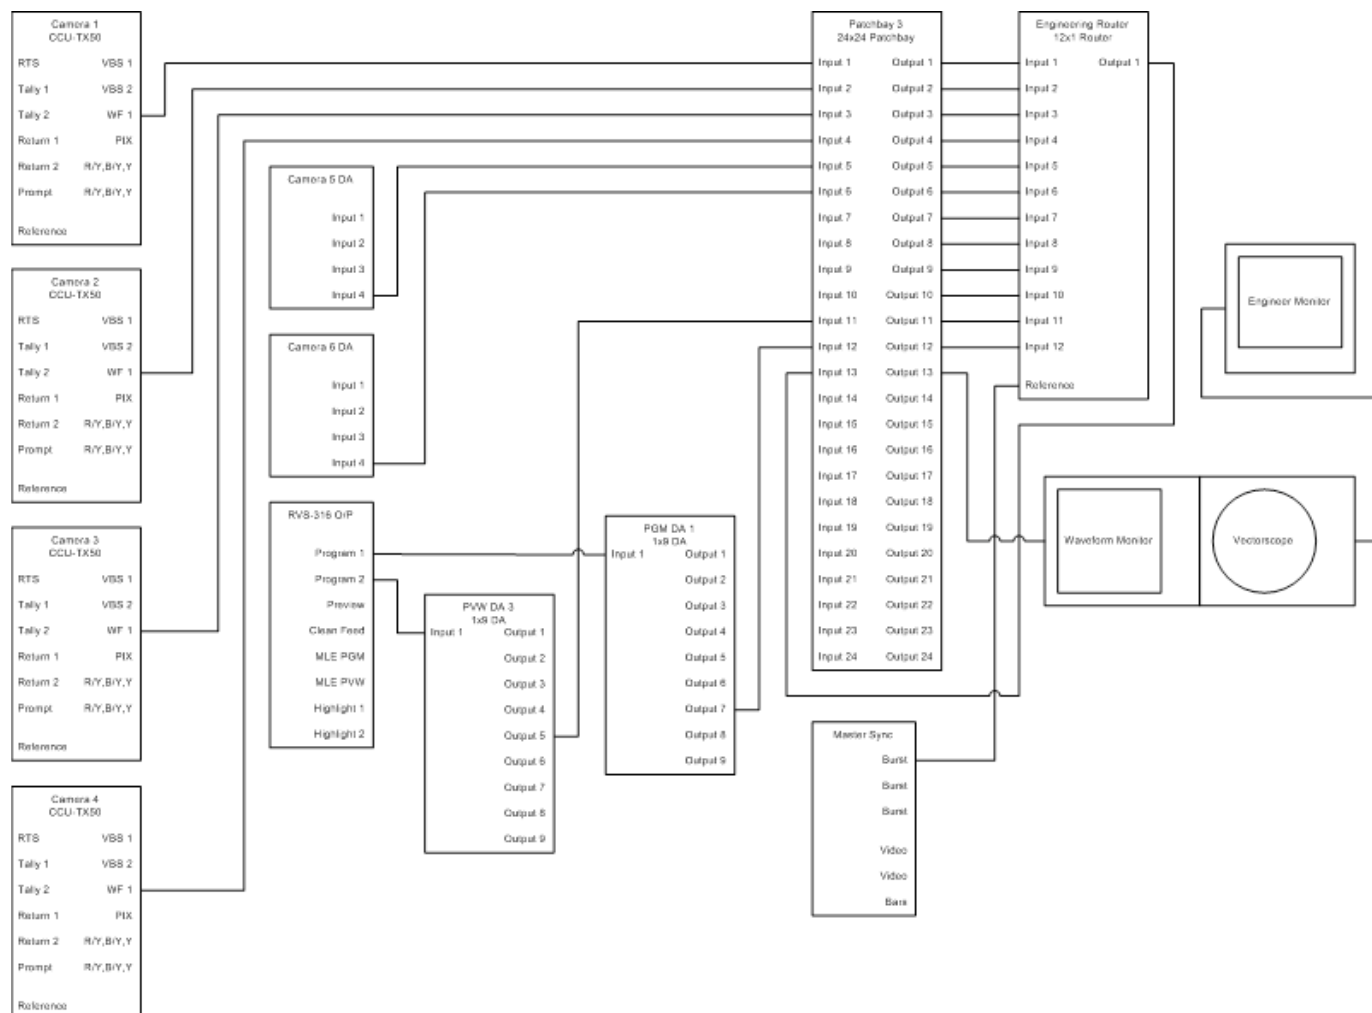 Camera 1
CCU-TX50
RTS VBS 1
Tally 1 VBS 2
Tally 2 WF 1
Return 1 PIX
Return 2 R/Y,B/Y,Y
Prompt R/Y,B/Y,Y
Reference
Camera 2
CCU-TX50
RTS VBS 1
Tally 1 VBS 2
Tally 2 WF 1
Return 1 PIX
Return 2 R/Y,B/Y,Y
Prompt R/Y,B/Y,Y
Reference
Camera 3
CCU-TX50
RTS VBS 1
Tally 1 VBS 2
Tally 2 WF 1
Return 1 PIX
Return 2 R/Y,B/Y,Y
Prompt R/Y,B/Y,Y
Reference
Camera 4
CCU-TX50
RTS VBS 1
Tally 1 VBS 2
Tally 2 WF 1
Return 1 PIX
Return 2 R/Y,B/Y,Y
Prompt R/Y,B/Y,Y
Reference
Camera 5 DA
Input 1
Input 2
Input 3
Input 4
Camera 6 DA
Input 1
Input 2
Input 3
Input 4
RVS-316 O/P
Program 1
Program 2
Preview
Clean Feed
MLE PGM
MLE PVW
Highlight 1
Highlight 2
PVW DA 3
1x9 DA
Input 1 Output 1
Output 2
Output 3
Output 4
Output 5
Output 6
Output 7
Output 8
Output 9
PGM DA 1
1x9 DA
Input 1 Output 1
Output 2
Output 3
Output 4
Output 5
Output 6
Output 7
Output 8
Output 9
Patchbay 3
24x24 Patchbay
Input 1 Output 1
Input 2 Output 2
Input 3 Output 3
Input 4 Output 4
Input 5 Output 5
Input 6 Output 6
Input 7 Output 7
Input 8 Output 8
Input 9 Output 9
Input 10 Output 10
Input 11 Output 11
Input 12 Output 12
Input 13 Output 13
Input 14 Output 14
Input 15 Output 15
Input 16 Output 16
Input 17 Output 17
Input 18 Output 18
Input 19 Output 19
Input 20 Output 20
Input 21 Output 21
Input 22 Output 22
Input 23 Output 23
Input 24 Output 24
Master Sync
Burst
Burst
Burst
Video
Video
Bars
Engineering Router
12x1 Router
Input 1 Output 1
Input 2
Input 3
Input 4
Input 5
Input 6
Input 7
Input 8
Input 9
Input 10
Input 11
Input 12
Reference
Engineer Monitor
Waveform Monitor
Vectorscope